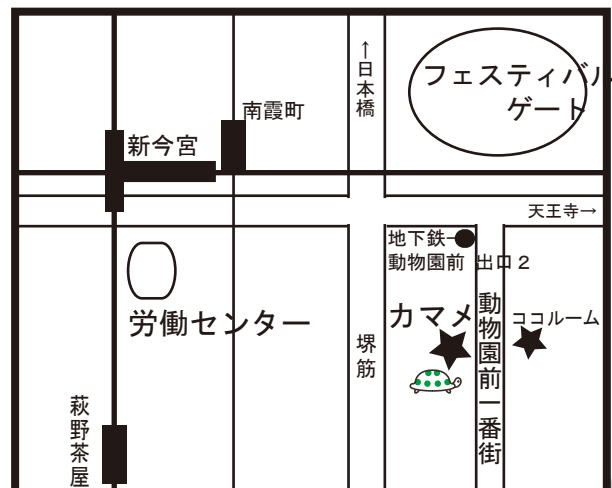 ↑日本橋
フェスティバル
ゲート
南霞町
新今宮
天王寺→
地下鉄
動物園前 出口2
労働センター
カマメ
動物園前一番街
ココルーム
堺筋
萩野茶屋